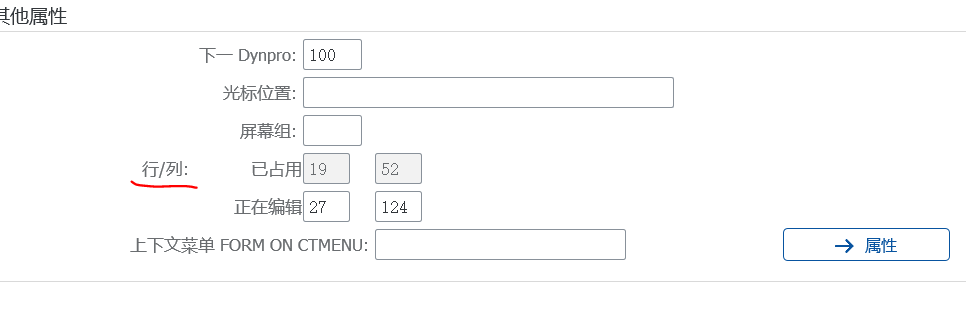 其他属性
下一 Dynpro: 100
光标位置:
屏幕组:
行/列: 已占用 19 52
正在编辑 27 124
上下文菜单 FORM ON CTMENU:
→ 属性